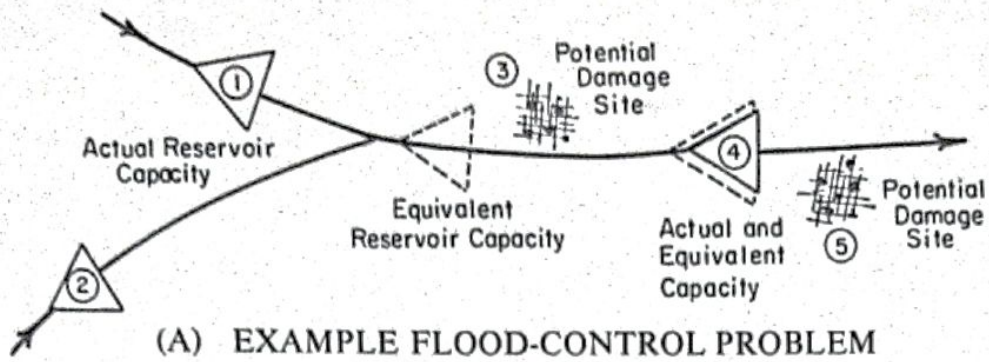 1
Actual Reservoir
Capacity
2
Equivalent
Reservoir Capacity
3
Potential
Damage
Site
4
Actual and
Equivalent
Capacity
Potential
Damage
Site
5
(A) EXAMPLE FLOOD-CONTROL PROBLEM